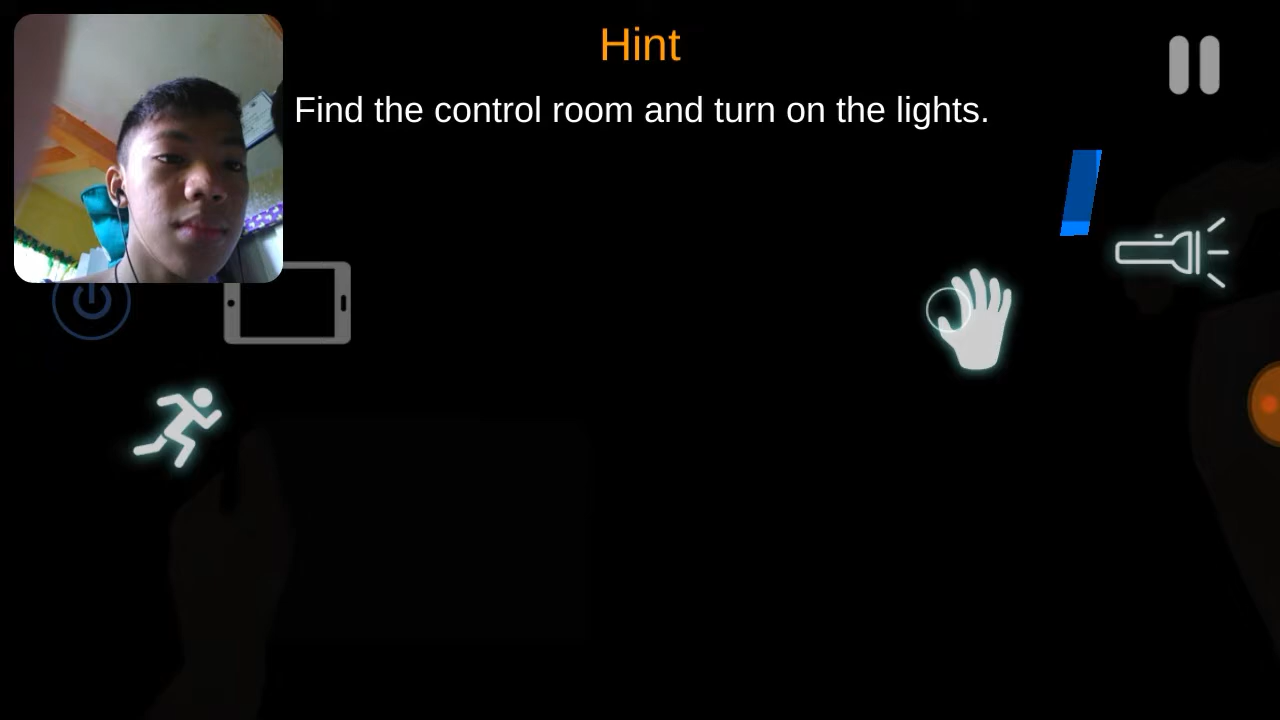 Hint
Find the control room and turn on the lights.